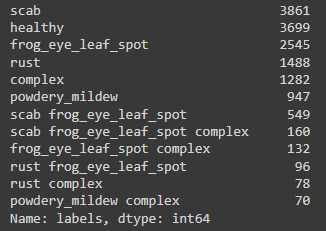 scab 3861
healthy 3699
frog_eye_leaf_spot 2545
rust 1488
complex 1282
powdery_mildew 947
scab frog_eye_leaf_spot 549
scab frog_eye_leaf_spot complex 160
frog_eye_leaf_spot complex 132
rust frog_eye_leaf_spot 96
rust complex 78
powdery_mildew complex 70
Name: labels, dtype: int64